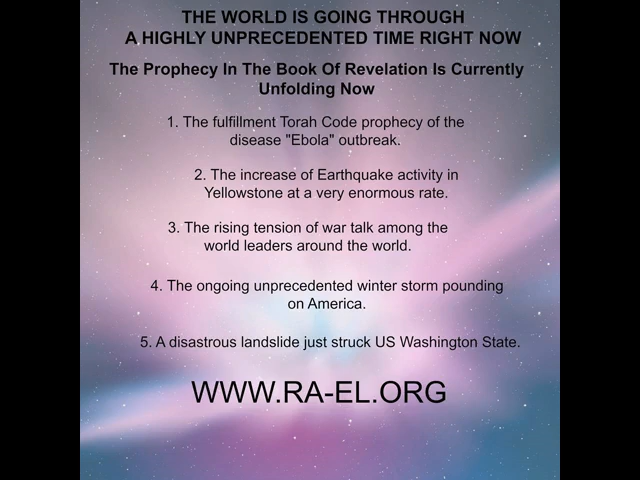 THE WORLD IS GOING THROUGH
A HIGHLY UNPRECEDENTED TIME RIGHT NOW
The Prophecy In The Book Of Revelation Is Currently
Unfolding Now
1. The fulfillment Torah Code prophecy of the
disease "Ebola" outbreak.
2. The increase of Earthquake activity in
Yellowstone at a very enormous rate.
3. The rising tension of war talk among the
world leaders around the world.
4. The ongoing unprecedented winter storm pounding
on America.
5. A disastrous landslide just struck US Washington State.
WWW.RA-EL.ORG